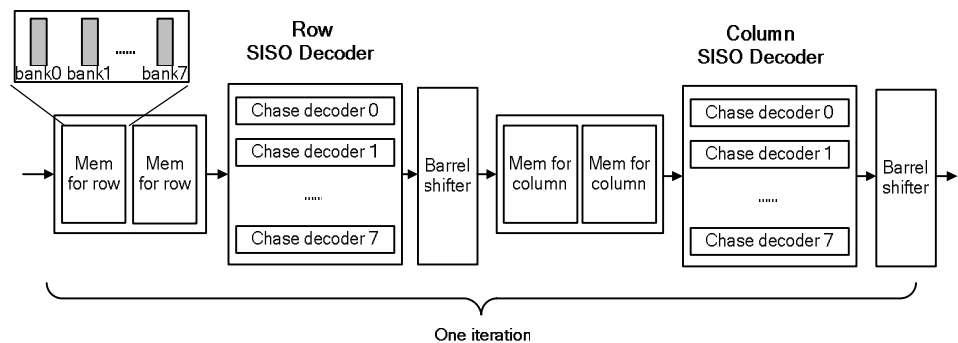 Row
SISO Decoder
Column
SISO Decoder
......
bank0 bank1 bank7
Mem
for row
Mem
for row
Chase decoder 0
Chase decoder 1
......
Chase decoder 7
Barrel
shifter
Mem for
column
Mem for
column
Chase decoder 0
Chase decoder 1
......
Chase decoder 7
Barrel
shifter
One iteration